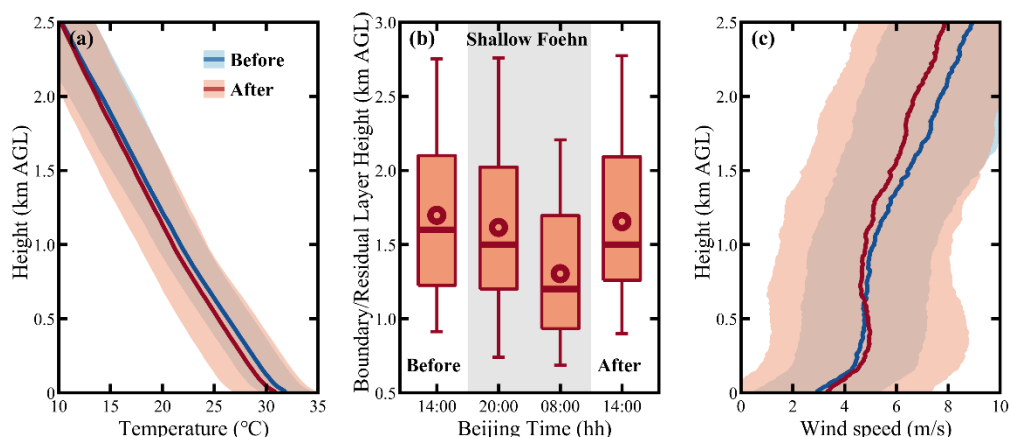 (a)
Before
After
Height (km AGL)
2.5
2.0
1.5
1.0
0.5
0
10 15 20 25 30 35
Temperature (°C)
(b)
Shallow Foehn
Boundary/Residual Layer Height (km AGL)
3.0
2.5
2.0
1.5
1.0
0.5
Before
After
14:00 20:00 08:00 14:00
Beijing Time (hh)
(c)
Height (km AGL)
2.5
2.0
1.5
1.0
0.5
0
0 2 4 6 8 10
Wind speed (m/s)